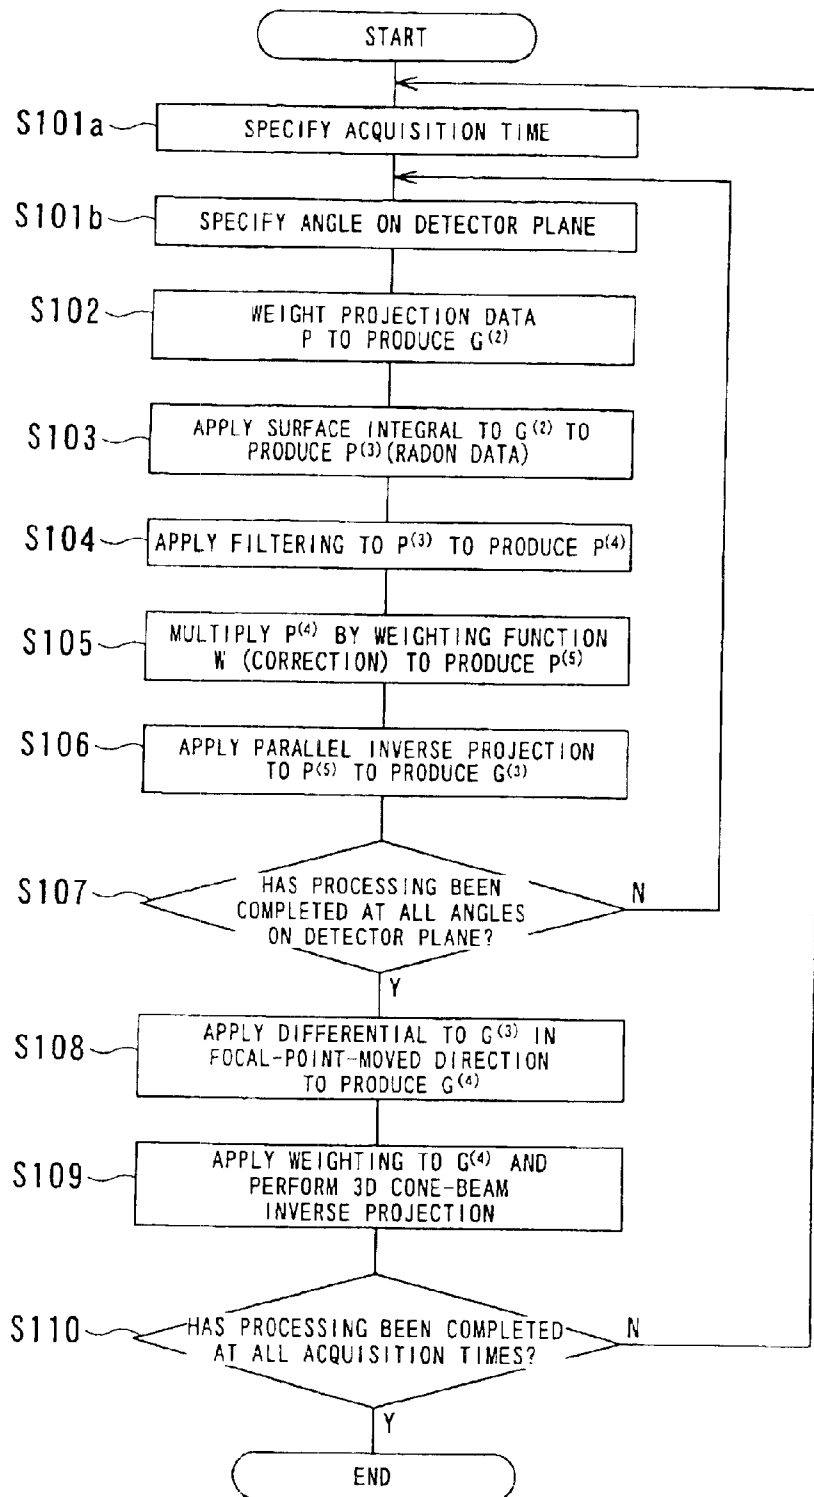 START
S101a
SPECIFY ACQUISITION TIME
S101b
SPECIFY ANGLE ON DETECTOR PLANE
S102
WEIGHT PROJECTION DATA
P TO PRODUCE G(2)
S103
APPLY SURFACE INTEGRAL TO G(2) TO
PRODUCE P(3)(RADON DATA)
S104
APPLY FILTERING TO P(3) TO PRODUCE P(4)
S105
MULTIPLY P(4) BY WEIGHTING FUNCTION
W (CORRECTION) TO PRODUCE P(5)
S106
APPLY PARALLEL INVERSE PROJECTION
TO P(5) TO PRODUCE G(3)
S107
HAS PROCESSING BEEN
COMPLETED AT ALL ANGLES
ON DETECTOR PLANE?
N
Y
S108
APPLY DIFFERENTIAL TO G(3) IN
FOCAL-POINT-MOVED DIRECTION
TO PRODUCE G(4)
S109
APPLY WEIGHTING TO G(4) AND
PERFORM 3D CONE-BEAM
INVERSE PROJECTION
S110
HAS PROCESSING BEEN COMPLETED
AT ALL ACQUISITION TIMES?
N
Y
END